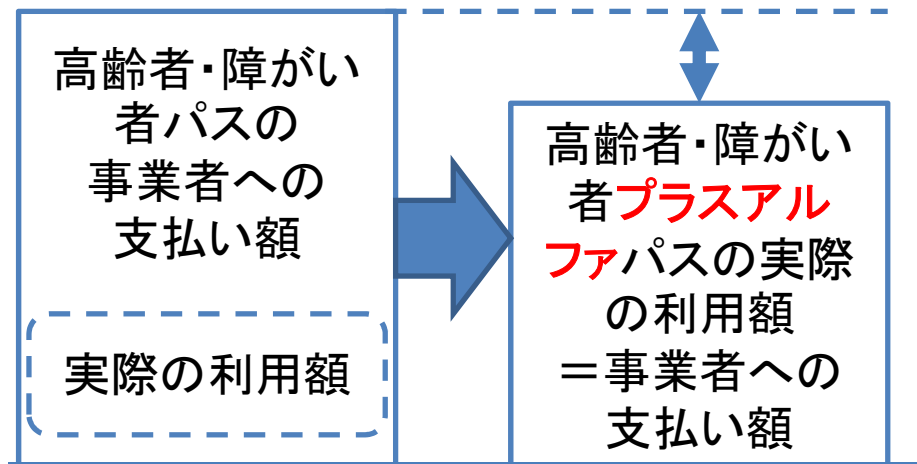 高齢者・障がい
者パスの
事業者への
支払い額
実際の利用額
高齢者・障がい
者プラスアル
ファパスの実際
の利用額
＝事業者への
支払い額